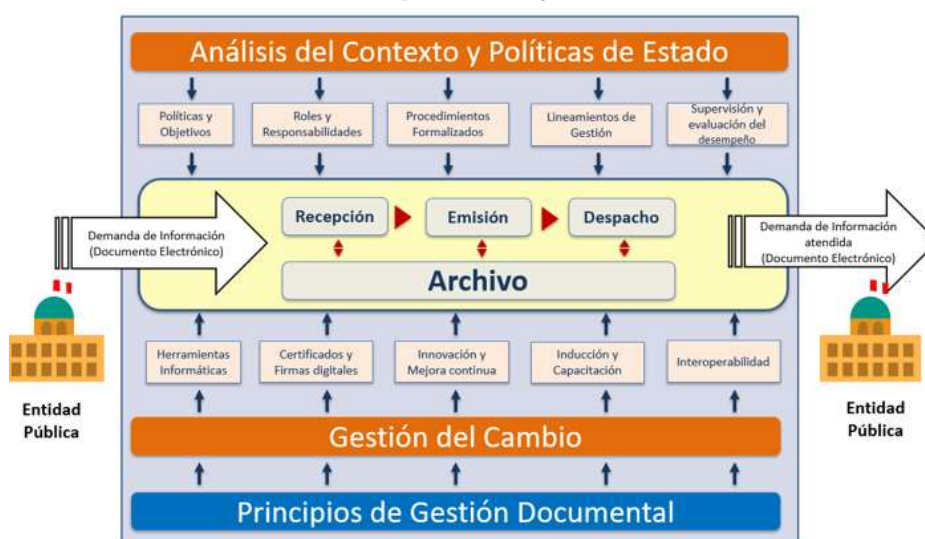 Análisis del Contexto y Políticas de Estado
Políticas y
Objetivos
Roles y
Responsabilidades
Procedimientos
Formalizados
Lineamientos de
Gestión
Supervisión y
evaluación del
desempeño
Demanda de Información
(Documento Electrónico)
Recepción
Emisión
Despacho
Archivo
Demanda de Información
atendida
(Documento Electrónico)
Entidad
Pública
Herramientas
Informáticas
Certificados y
Firmas digitales
Innovación y
Mejora continua
Inducción y
Capacitación
Interoperabilidad
Entidad
Pública
Gestión del Cambio
Principios de Gestión Documental